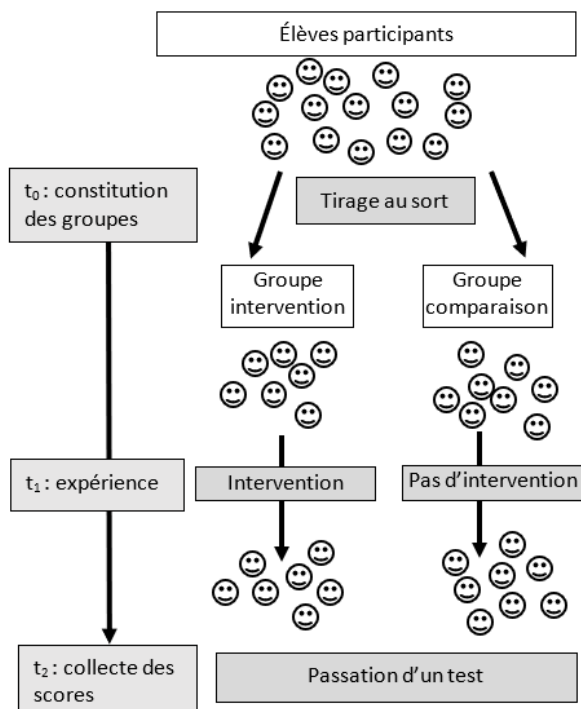 Élèves participants
t₀ : constitution
des groupes
Tirage au sort
Groupe
intervention
Groupe
comparaison
t₁ : expérience
Intervention
Pas d’intervention
t₂ : collecte des
scores
Passation d’un test